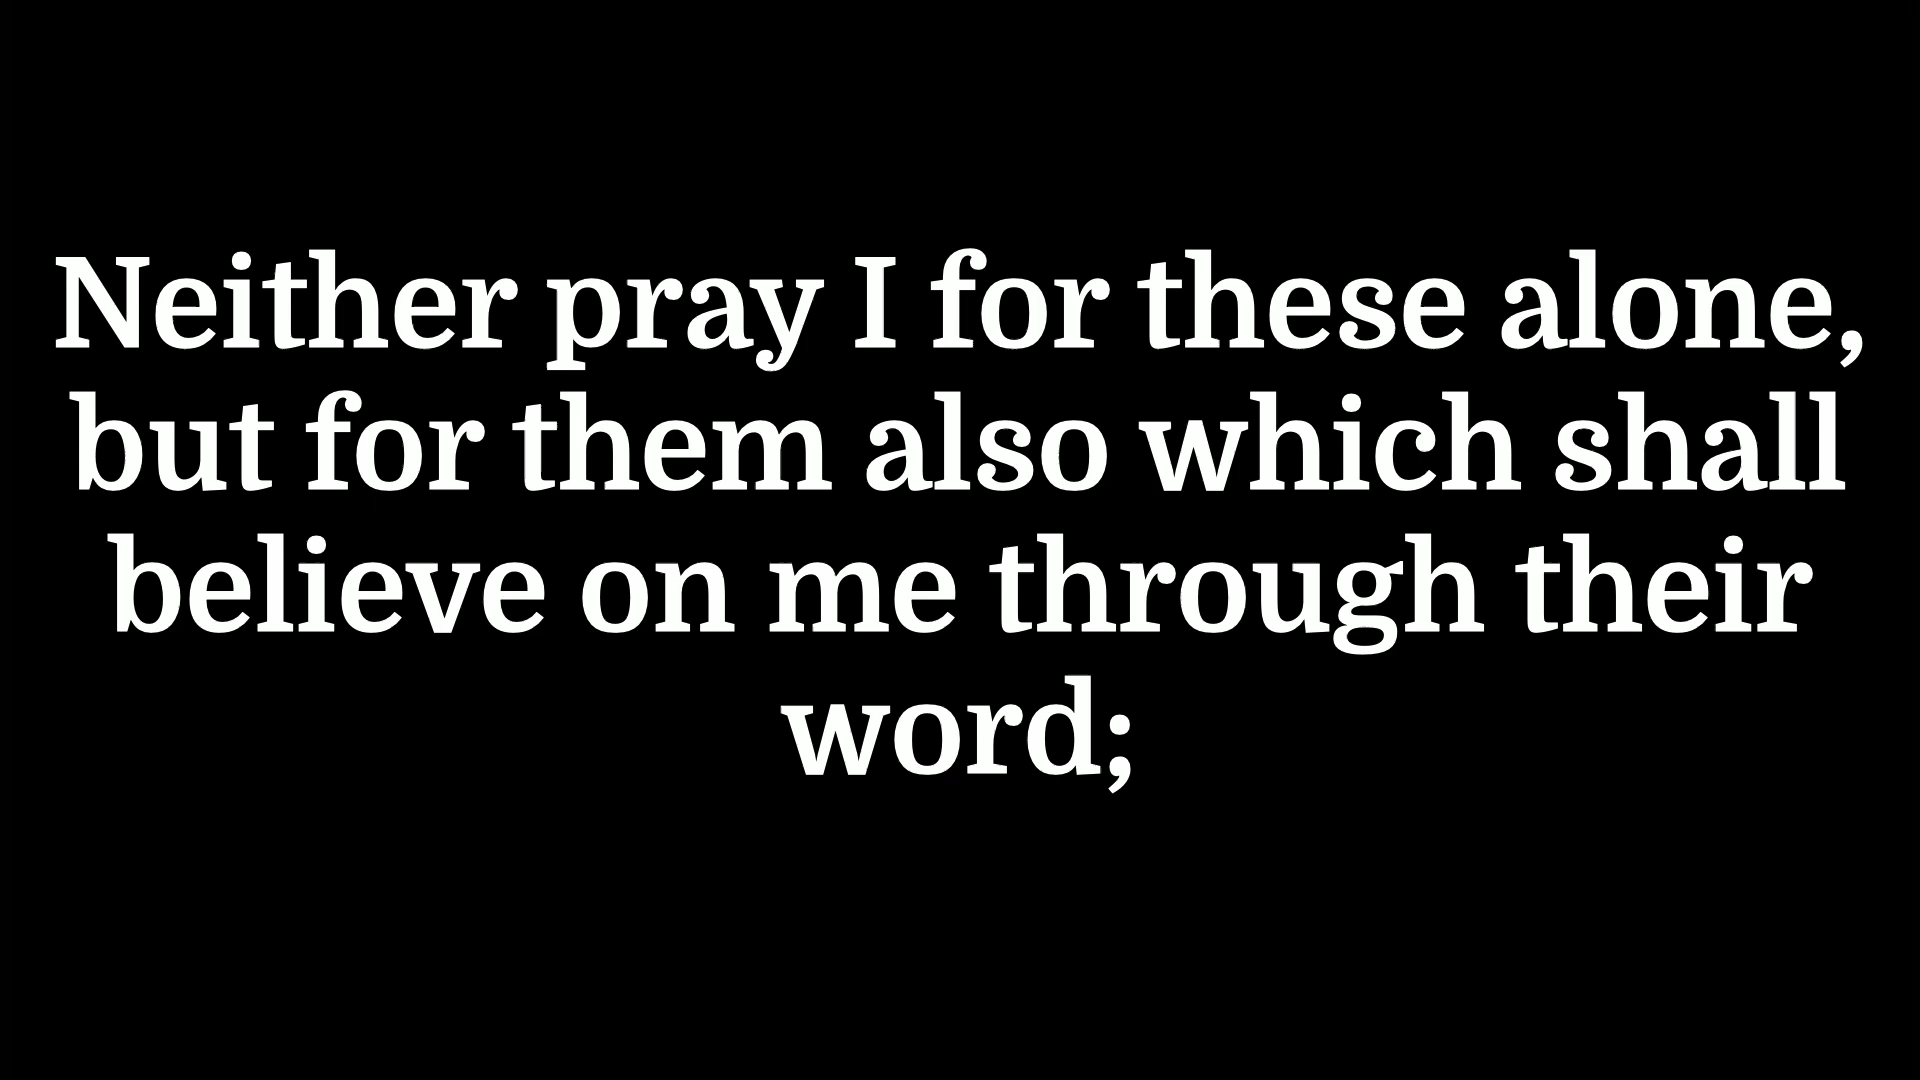 Neither pray I for these alone,
but for them also which shall
believe on me through their
word;